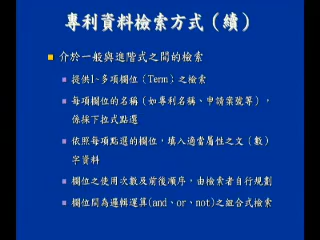 專利資料檢索方式（續）
介於一般與進階式之間的檢索
提供1~多項欄位（Term）之檢索
每項欄位的名稱（如專利名稱、申請案號等），
係採下拉式點選
依照每項點選的欄位，填入適當屬性之文（數）
字資料
欄位之使用次數及前後順序，由檢索者自行規劃
欄位間為邏輯運算(and、or、not)之組合式檢索